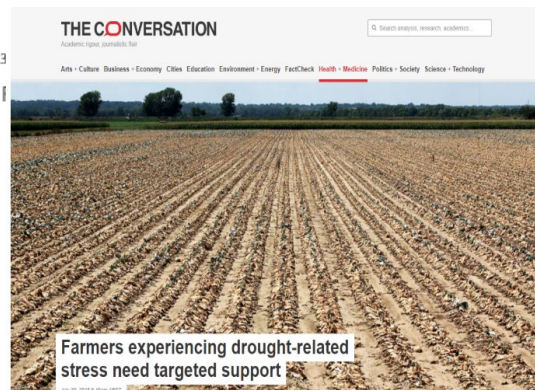 THE CONVERSATION
Academic rigour, journalistic flair
Search analysis, research, academics...
Arts + Culture Business + Economy Cities Education Environment + Energy FactCheck Health + Medicine Politics + Society Science + Technology
Farmers experiencing drought-related
stress need targeted support